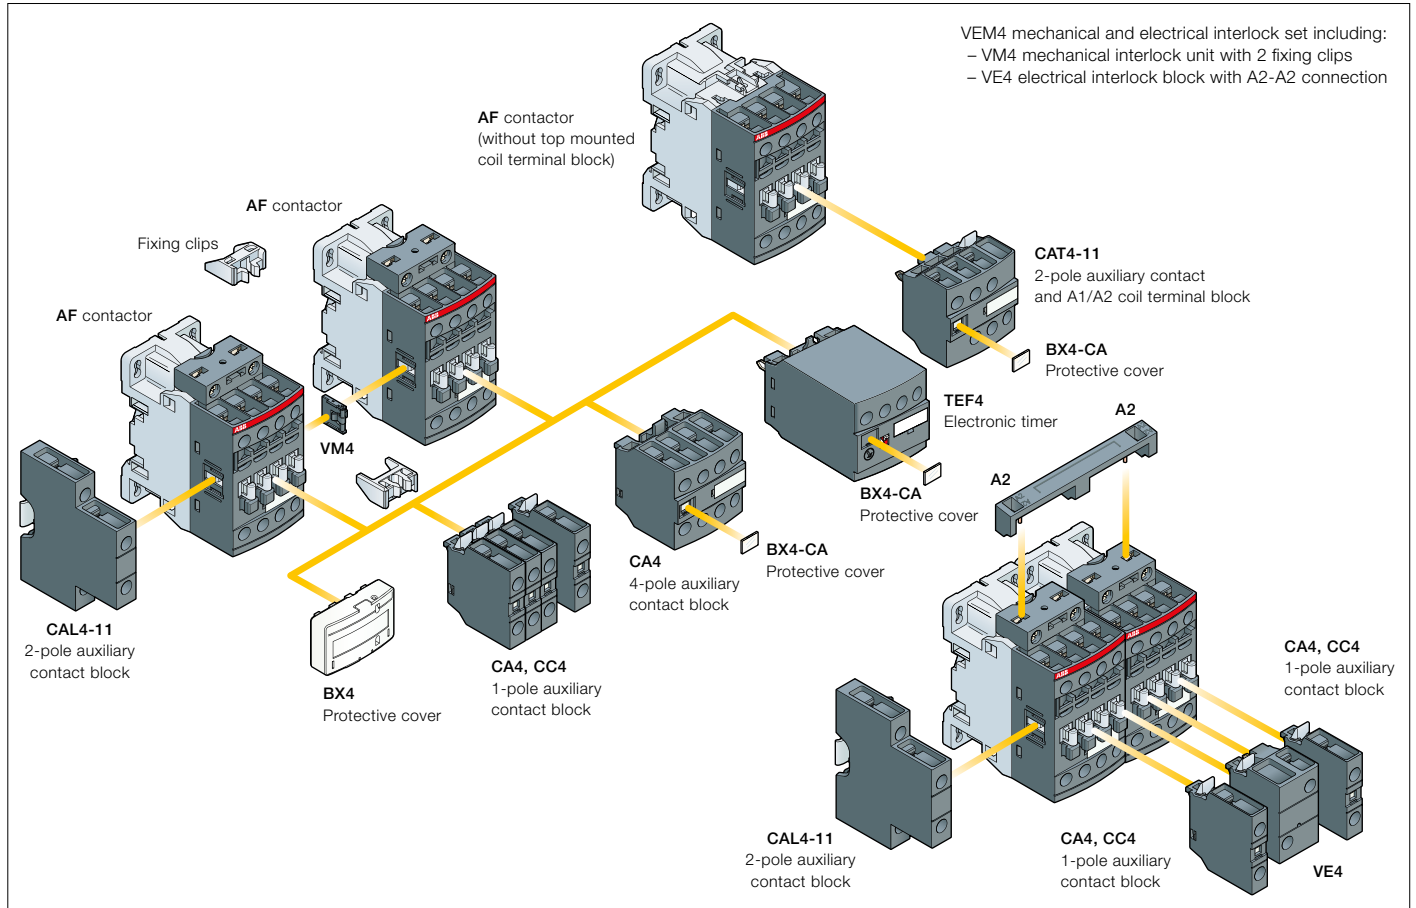 VEM4 mechanical and electrical interlock set including:
– VM4 mechanical interlock unit with 2 fixing clips
– VE4 electrical interlock block with A2-A2 connection
AF contactor
(without top mounted
coil terminal block)
ABB
AF contactor
Fixing clips
ABB
CAT4-11
2-pole auxiliary contact
and A1/A2 coil terminal block
AF contactor
BX4-CA
Protective cover
TEF4
Electronic timer
A2
ABB
VM4
A2
BX4-CA
Protective cover
BX4-CA
Protective cover
CA4
4-pole auxiliary
contact block
CAL4-11
2-pole auxiliary
contact block
CA4, CC4
1-pole auxiliary
contact block
BX4
Protective cover
ABB
ABB
CA4, CC4
1-pole auxiliary
contact block
CAL4-11
2-pole auxiliary
contact block
CA4, CC4
1-pole auxiliary
contact block
VE4